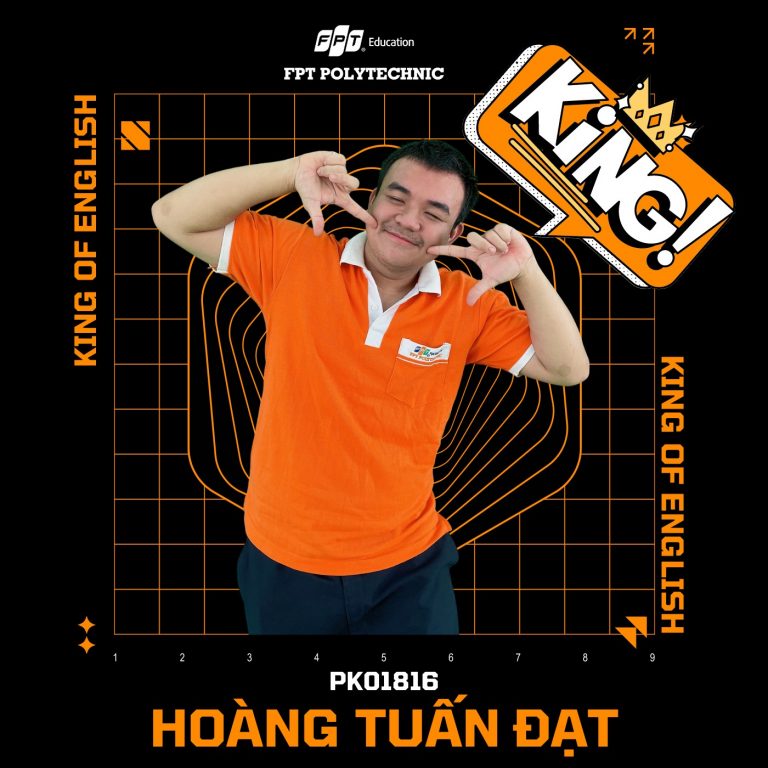 FPT Education
FPT POLYTECHNIC
KiNG!
KING OF ENGLISH
KING OF ENGLISH
1 2 3 4 5 6 7 8 9
PK01816
HOÀNG TUẤN ĐẠT